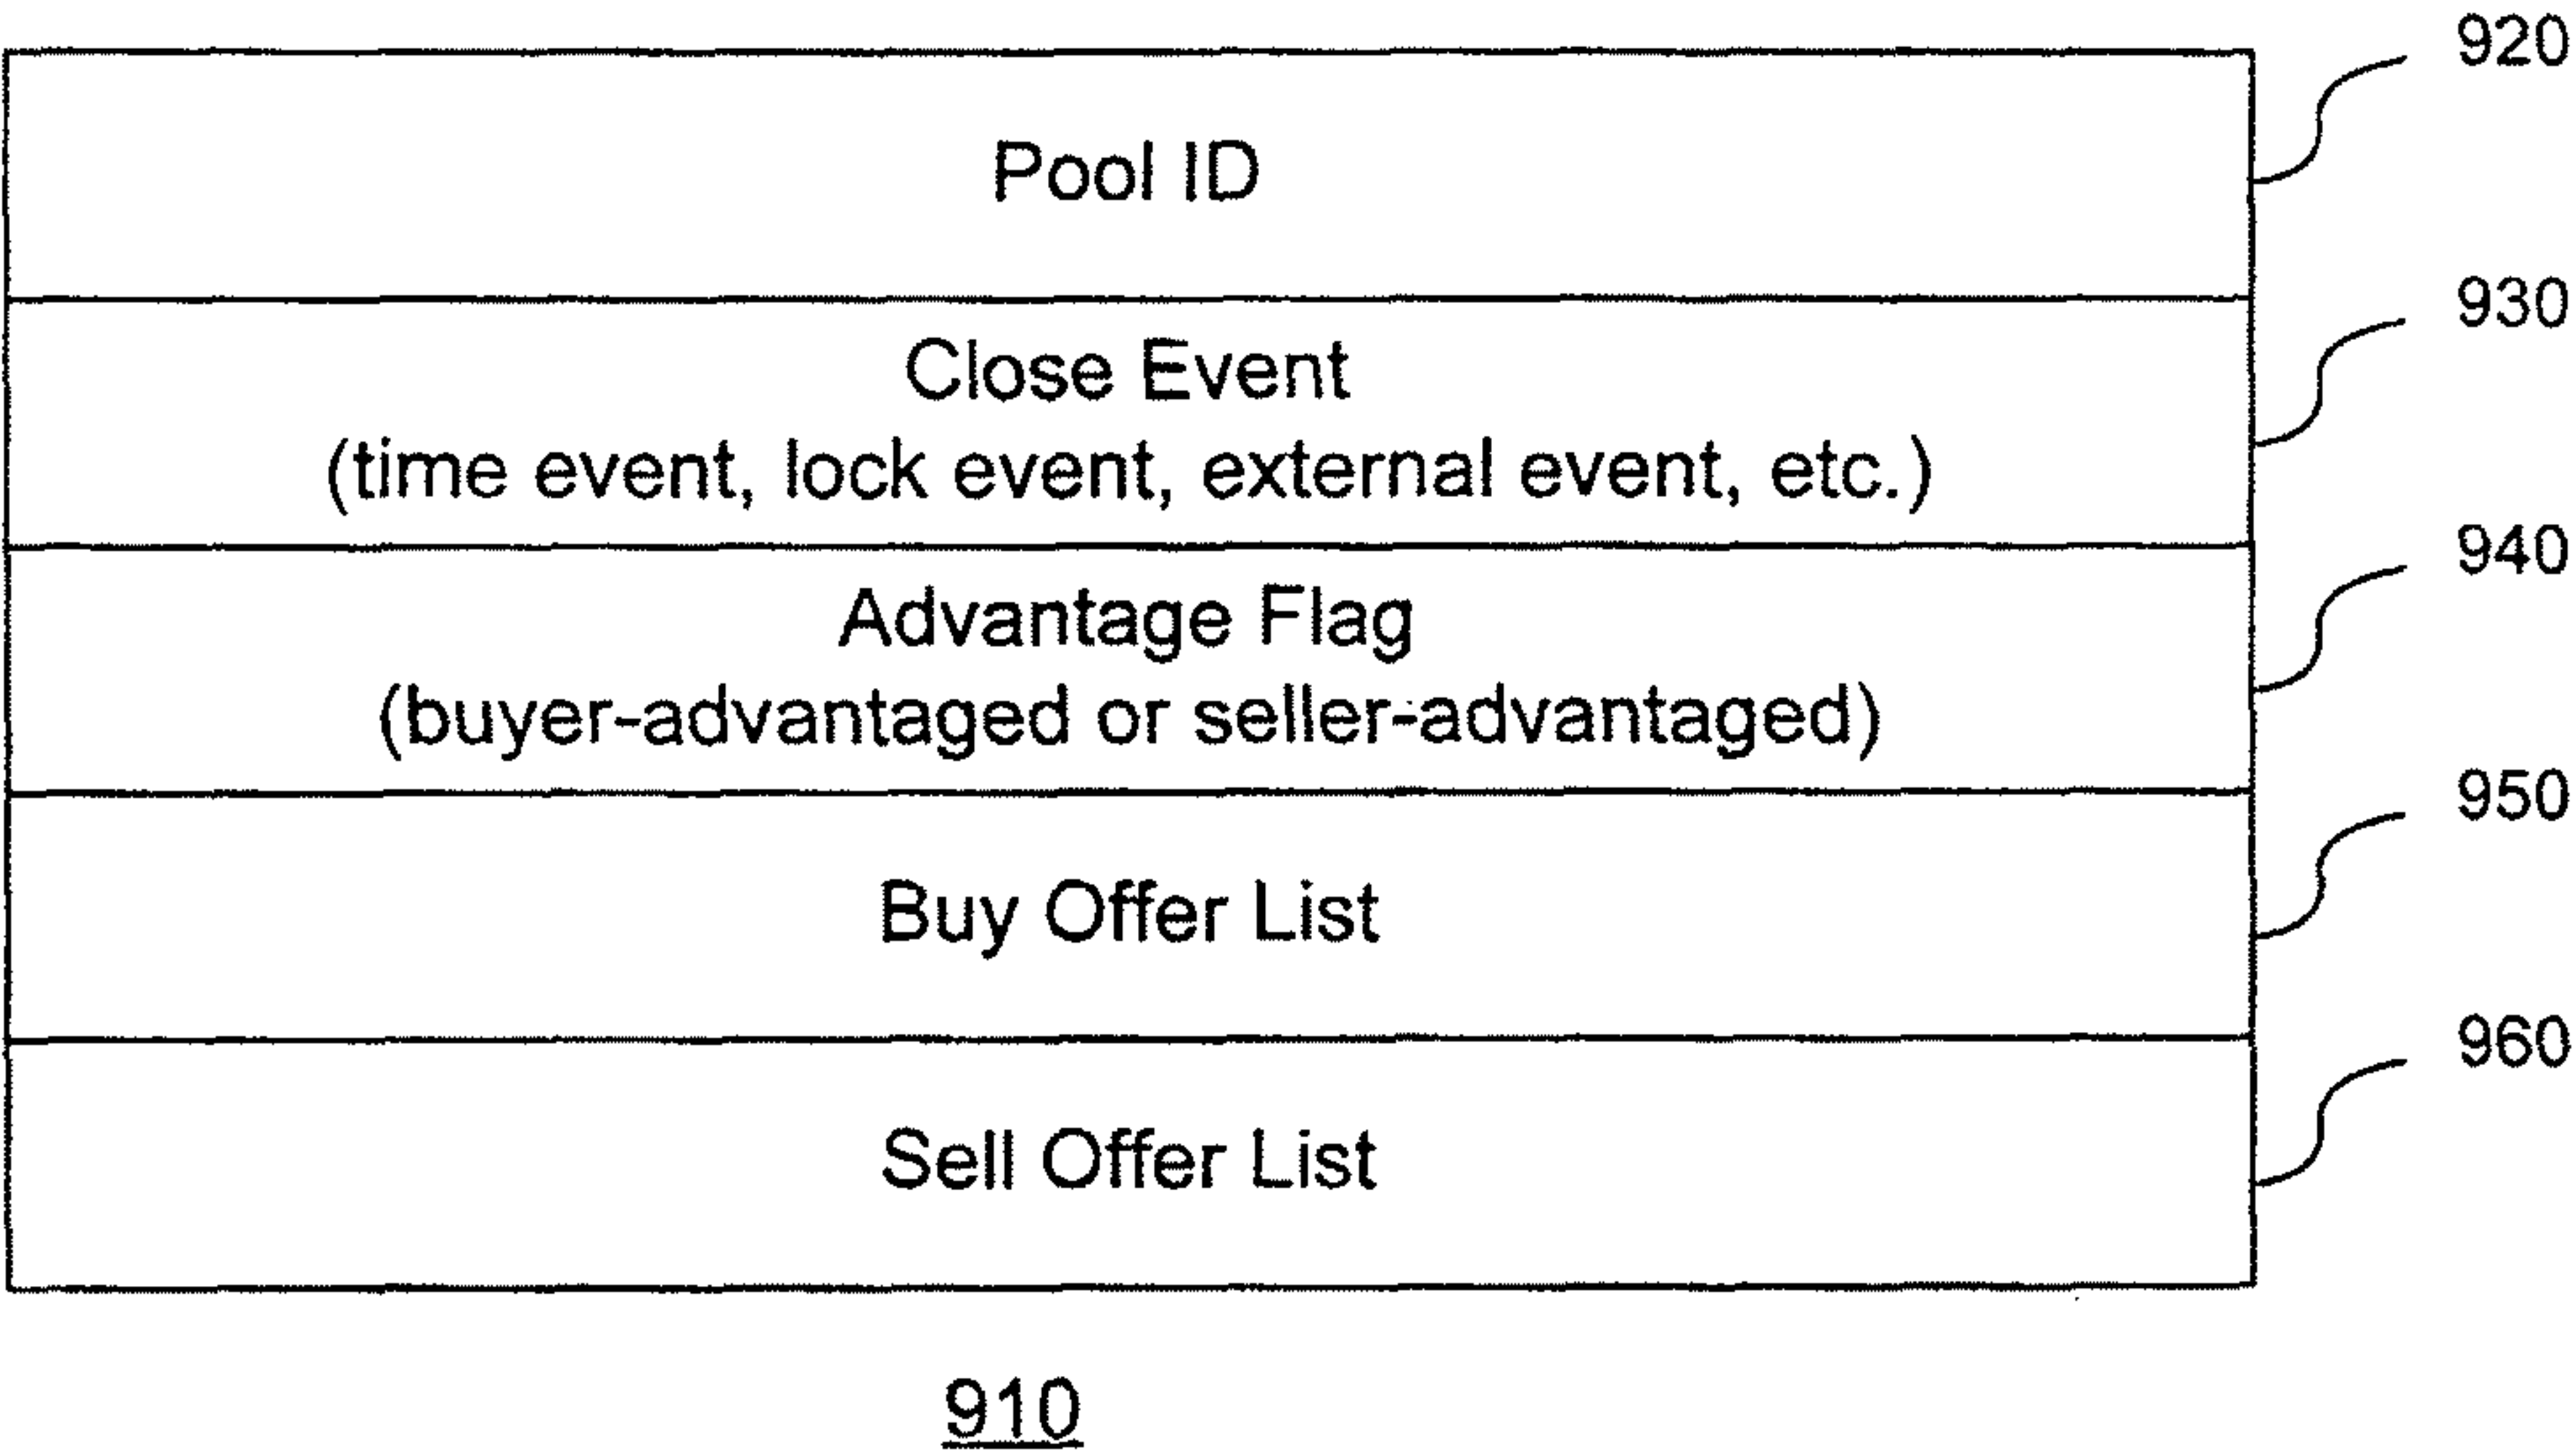 920
Pool ID
930
Close Event
(time event, lock event, external event, etc.)
940
Advantage Flag
(buyer-advantaged or seller-advantaged)
950
Buy Offer List
960
Sell Offer List
910